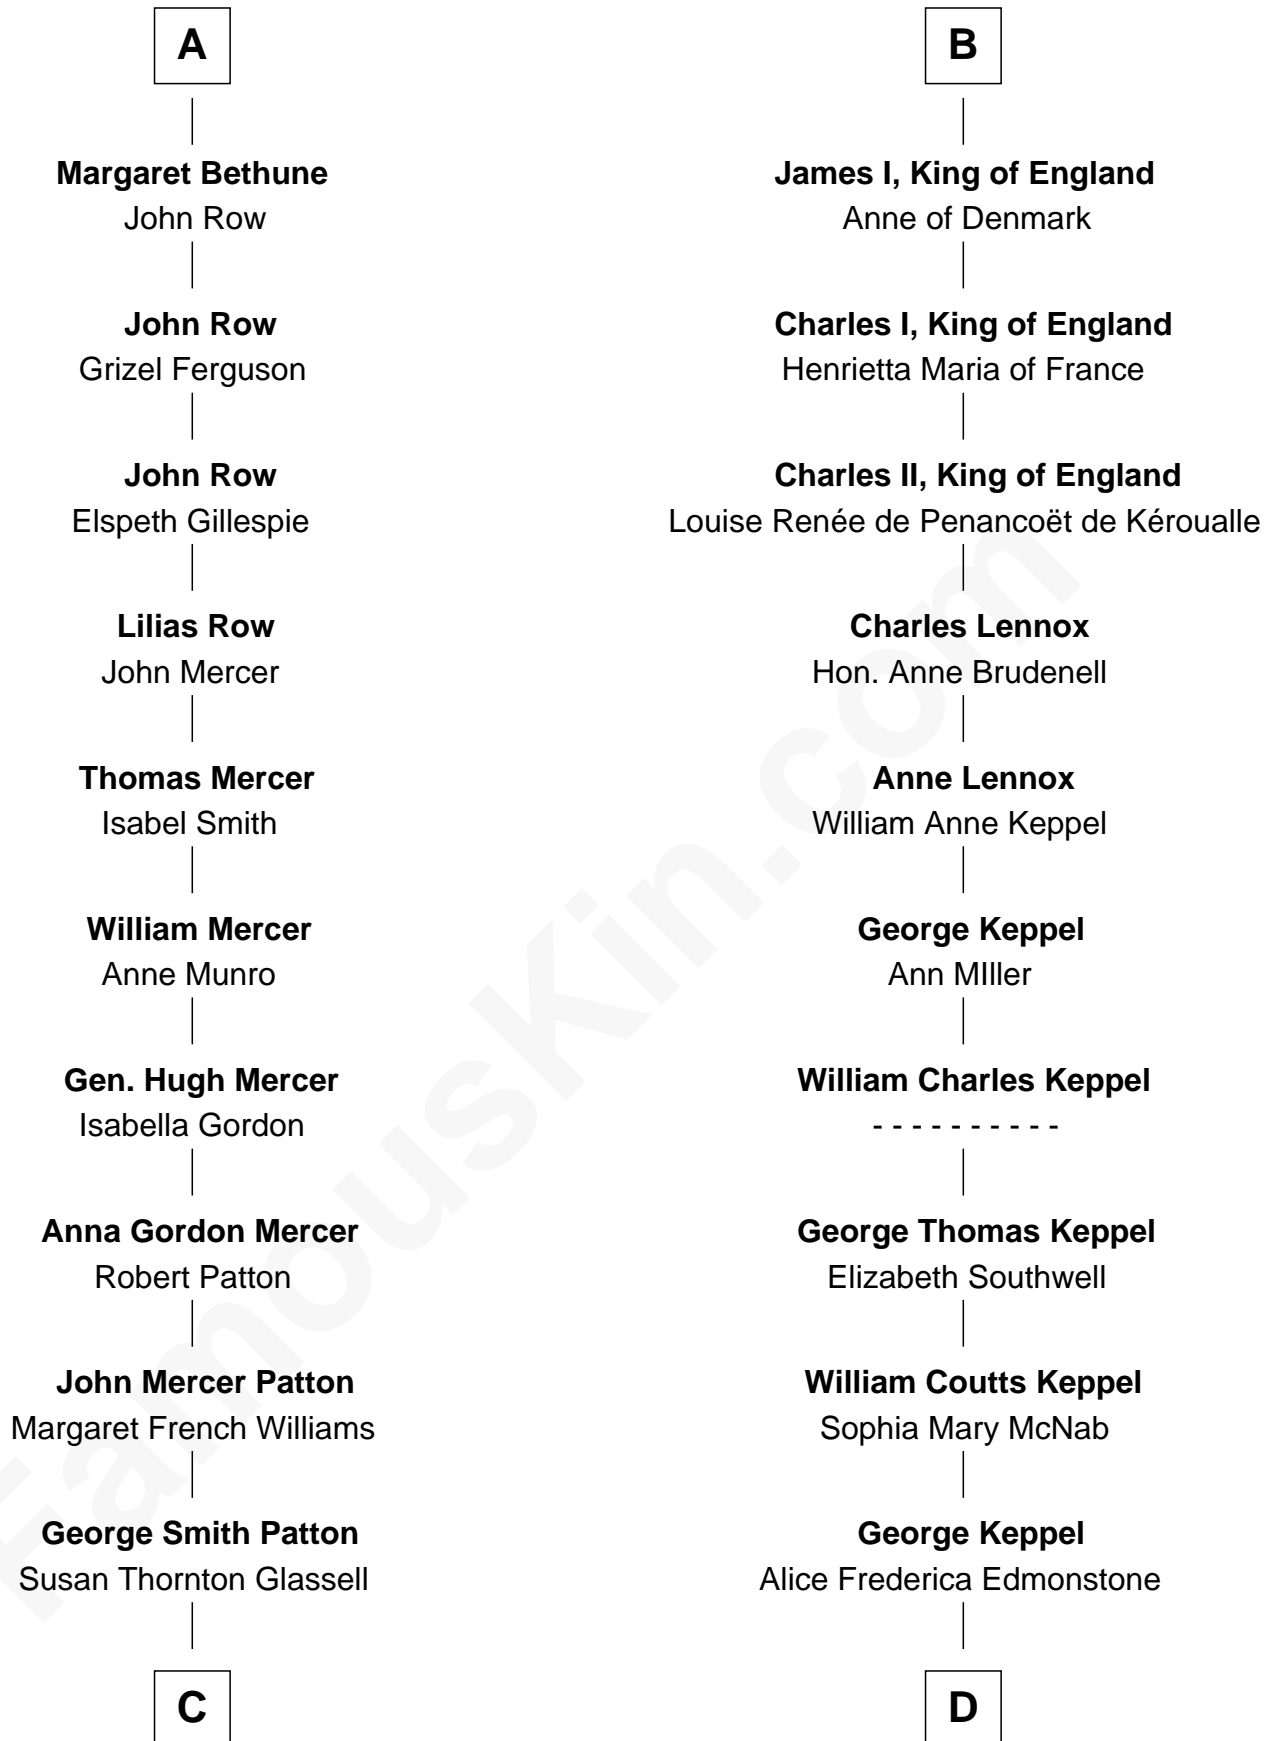 A
Margaret Bethune
John Row
John Row
Grizel Ferguson
John Row
Elspeth Gillespie
Lilias Row
John Mercer
Thomas Mercer
Isabel Smith
William Mercer
Anne Munro
Gen. Hugh Mercer
Isabella Gordon
Anna Gordon Mercer
Robert Patton
John Mercer Patton
Margaret French Williams
George Smith Patton
Susan Thornton Glassell
C
B
James I, King of England
Anne of Denmark
Charles I, King of England
Henrietta Maria of France
Charles II, King of England
Louise Renée de Penancoët de Kéroualle
Charles Lennox
Hon. Anne Brudenell
Anne Lennox
William Anne Keppel
George Keppel
Ann MIller
William Charles Keppel
- - - - - - - - - -
George Thomas Keppel
Elizabeth Southwell
William Coutts Keppel
Sophia Mary McNab
George Keppel
Alice Frederica Edmonstone
D
FamousKin.com